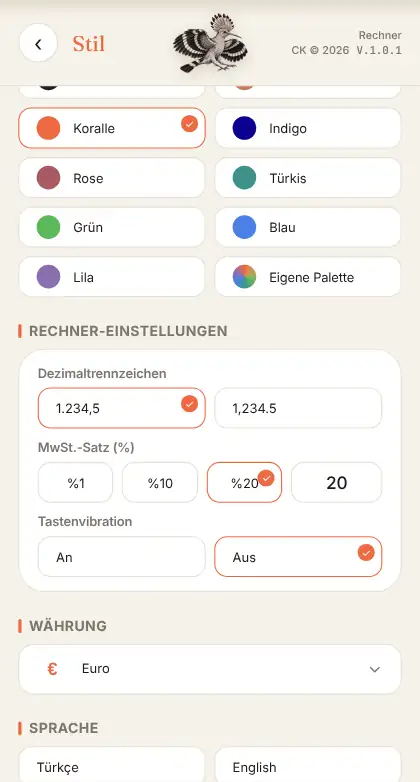 Stil
Rechner
CK © 2026 V.1.0.1
Koralle
Indigo
Rose
Türkis
Grün
Blau
Lila
Eigene Palette
RECHNER-EINSTELLUNGEN
Dezimaltrennzeichen
1.234,5
1,234.5
MwSt.-Satz (%)
%1
%10
%20
20
Tastenvibration
An
Aus
WÄHRUNG
€ Euro
SPRACHE
Türkçe
English